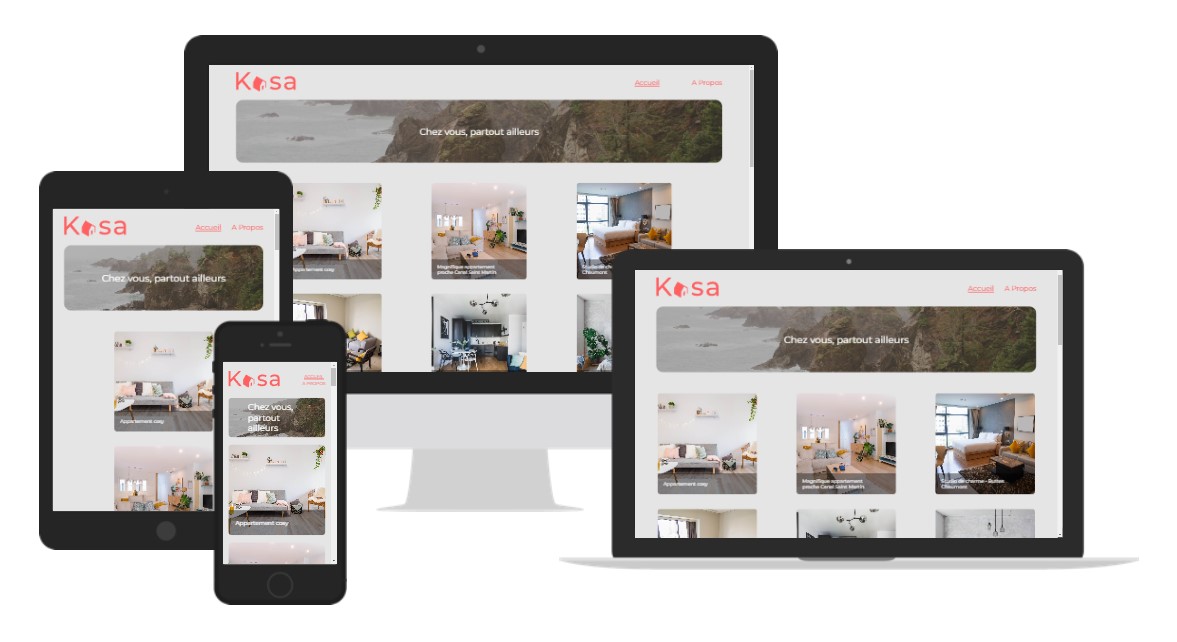 Kasa
Accueil
A Propos
Chez vous, partout ailleurs
Appartement cosy
Magnifique appartement
proche Canal Saint Martin
Studio de cha
Chaumont
Kasa
Accueil
A Propos
Chez vous, partout ailleurs
Appartement cosy
Kasa
ACCUEIL
A PROPOS
Chez vous,
partout
ailleurs
Appartement cosy
Kasa
Accueil
A Propos
Chez vous, partout ailleurs
Appartement cosy
Magnifique appartement
proche Canal Saint Martin
Studio de charme - Buttes
Chaumont